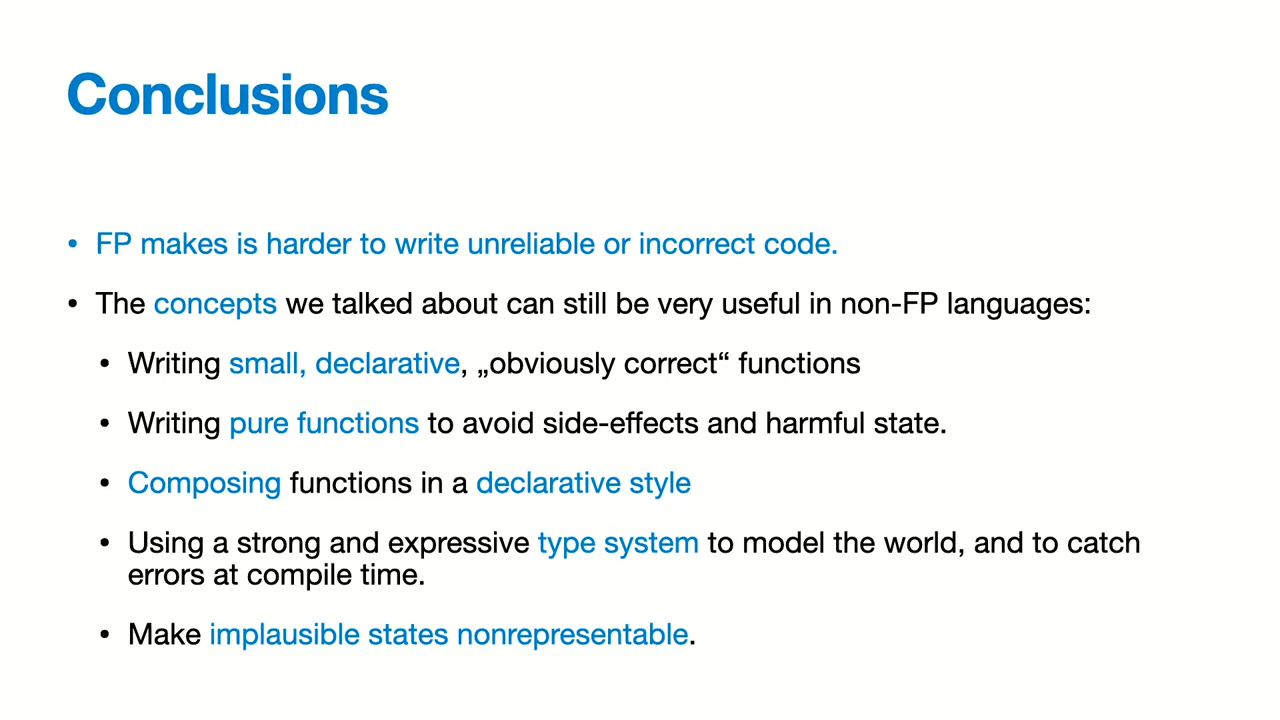 Conclusions
• FP makes is harder to write unreliable or incorrect code.
• The concepts we talked about can still be very useful in non-FP languages:
• Writing small, declarative, „obviously correct“ functions
• Writing pure functions to avoid side-effects and harmful state.
• Composing functions in a declarative style
• Using a strong and expressive type system to model the world, and to catch
errors at compile time.
• Make implausible states nonrepresentable.